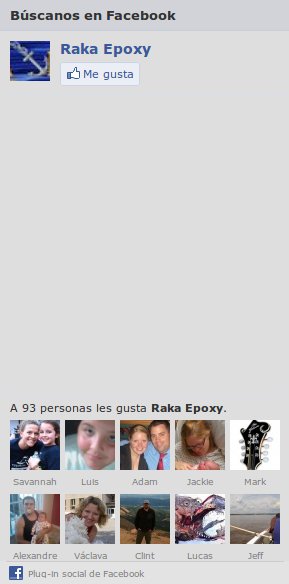 Búscanos en Facebook
Raka Epoxy
Me gusta
A 93 personas les gusta Raka Epoxy.
Savannah Luis Adam Jackie Mark
Alexandre Václava Clint Lucas Jeff
Plug-in social de Facebook